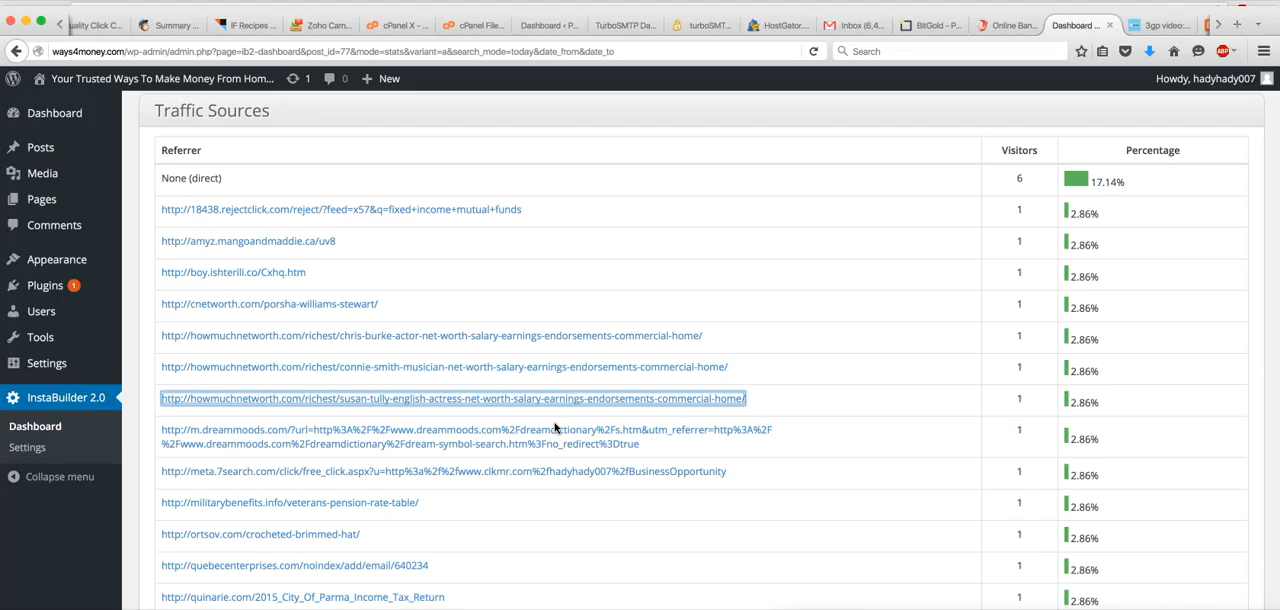 uality Click C...
Summary ...
IF Recipes ...
Zoho Cam...
cPanel X - ...
cPanel File...
Dashboard ‹ P...
TurboSMTP Da...
turboSMT...
HostGator....
Inbox (6,4...
BitGold – P...
Online Ban...
Dashboard ...
3gp video:...
ways4money.com/wp-admin/admin.php?page=ib2-dashboard&post_id=77&mode=stats&variant=a&search_mode=today&date_from&date_to
Search
ABP
Your Trusted Ways To Make Money From Hom...
1
0
New
Howdy, hadyhady007
Dashboard
Posts
Media
Pages
Comments
Appearance
Plugins 1
Users
Tools
Settings
InstaBuilder 2.0
Dashboard
Settings
Collapse menu
Traffic Sources
Referrer Visitors Percentage
None (direct) 6 17.14%
http://18438.rejectclick.com/reject/?feed=x57&q=fixed+income+mutual+funds 1 2.86%
http://amyz.mangoandmaddie.ca/uv8 1 2.86%
http://boy.ishterili.co/Cxhq.htm 1 2.86%
http://cnetworth.com/porsha-williams-stewart/ 1 2.86%
http://howmuchnetworth.com/richest/chris-burke-actor-net-worth-salary-earnings-endorsements-commercial-home/ 1 2.86%
http://howmuchnetworth.com/richest/connie-smith-musician-net-worth-salary-earnings-endorsements-commercial-home/ 1 2.86%
http://howmuchnetworth.com/richest/susan-tully-english-actress-net-worth-salary-earnings-endorsements-commercial-home/ 1 2.86%
http://m.dreammoods.com/?url=http%3A%2F%2Fwww.dreammoods.com%2Fdreamdictionary%2Fs.htm&utm_referrer=http%3A%2F 1 2.86%
%2Fwww.dreammoods.com%2Fdreamdictionary%2Fdream-symbol-search.htm%3Fno_redirect%3Dtrue
http://meta.7search.com/click/free_click.aspx?u=http%3a%2f%2fwww.clkmr.com%2fhadyhady007%2fBusinessOpportunity 1 2.86%
http://militarybenefits.info/veterans-pension-rate-table/ 1 2.86%
http://ortsov.com/crocheted-brimmed-hat/ 1 2.86%
http://quebecenterprises.com/noindex/add/email/640234 1 2.86%
http://quinarie.com/2015_City_Of_Parma_Income_Tax_Return 1 2.86%